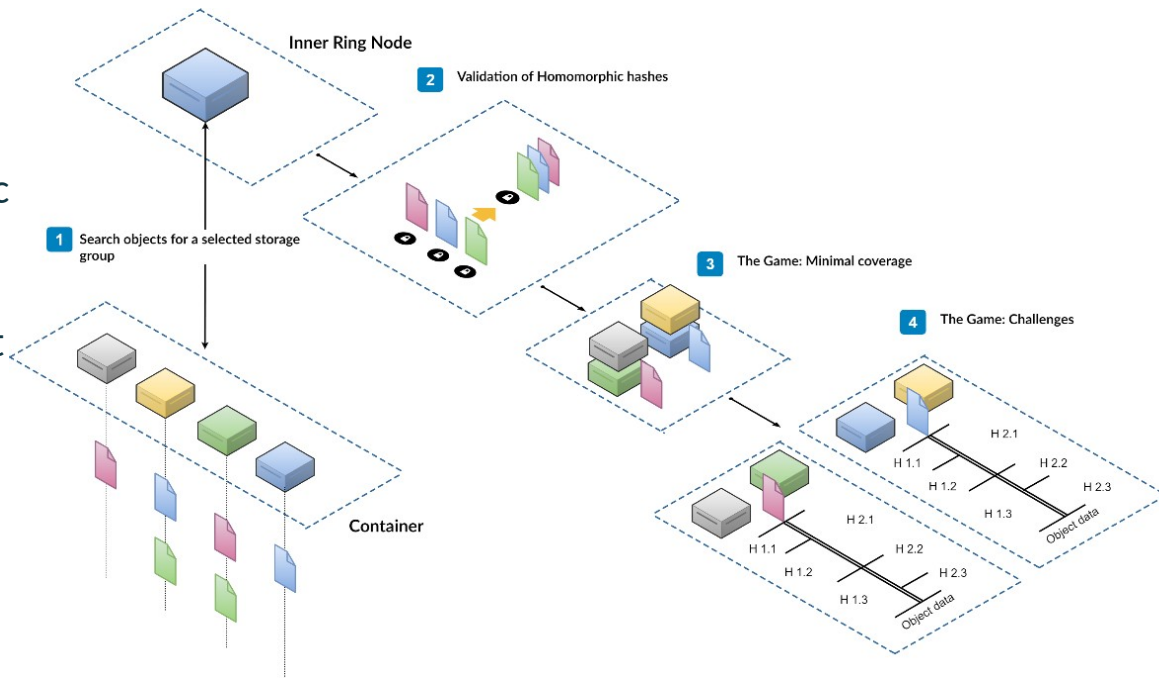 Inner Ring Node
2
Validation of Homomorphic hashes
c
1
Search objects for a selected storage
group
3
The Game: Minimal coverage
4
The Game: Challenges
Container
H 2.1
H 1.1
H 2.2
H 1.2
H 2.3
H 1.3
Object data
H 2.1
H 1.1
H 2.2
H 1.2
H 2.3
H 1.3
Object data